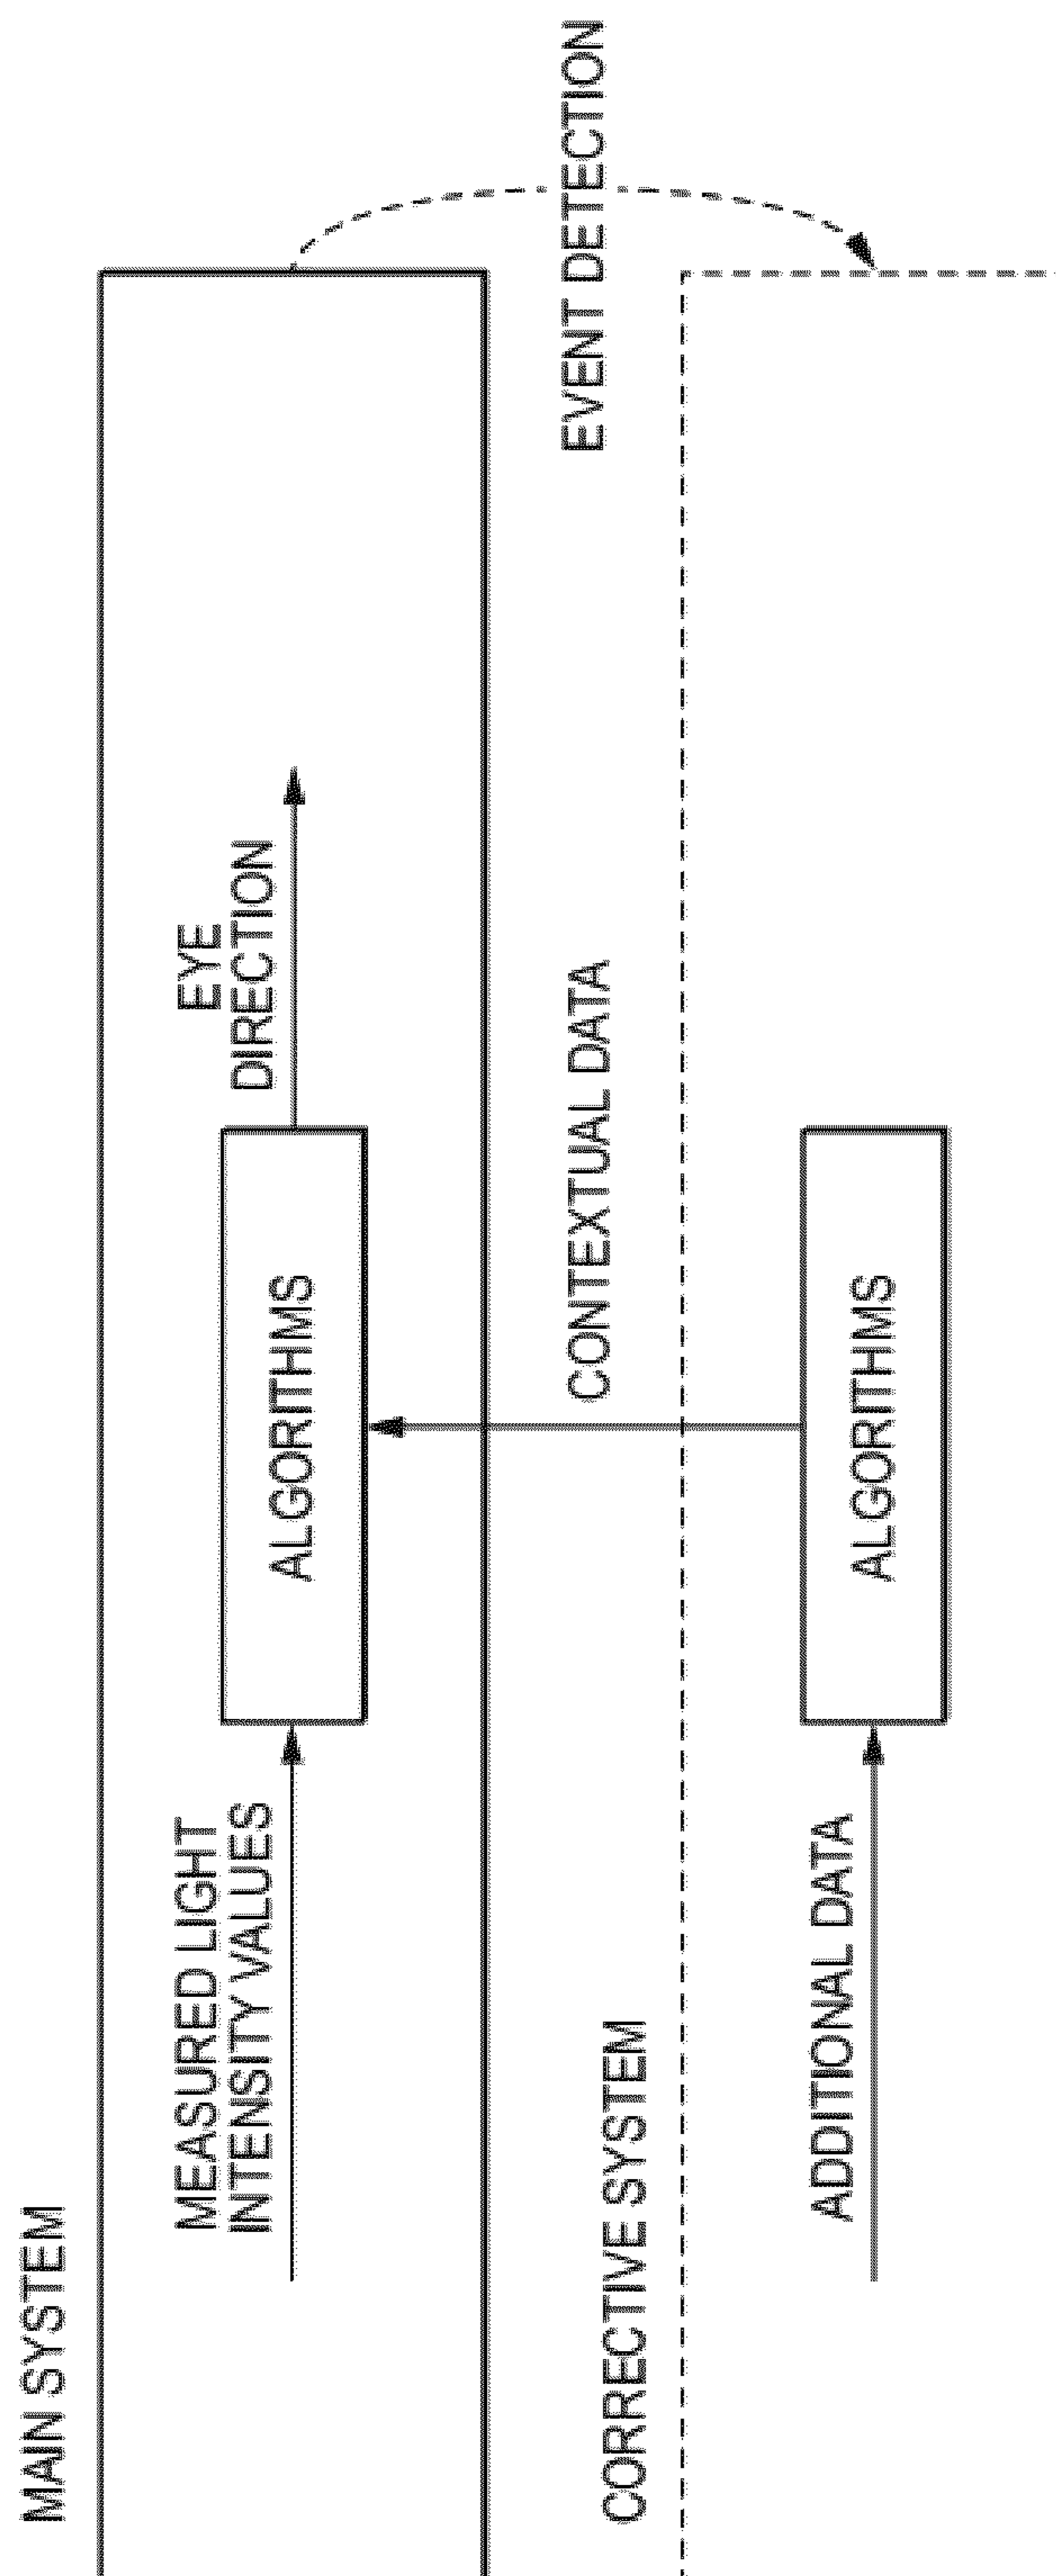 MAIN SYSTEM
MEASURED LIGHT
INTENSITY VALUES
ALGORITHMS
EYE
DIRECTION
CORRECTIVE SYSTEM
CONTEXTUAL DATA
EVENT DETECTION
ADDITIONAL DATA
ALGORITHMS